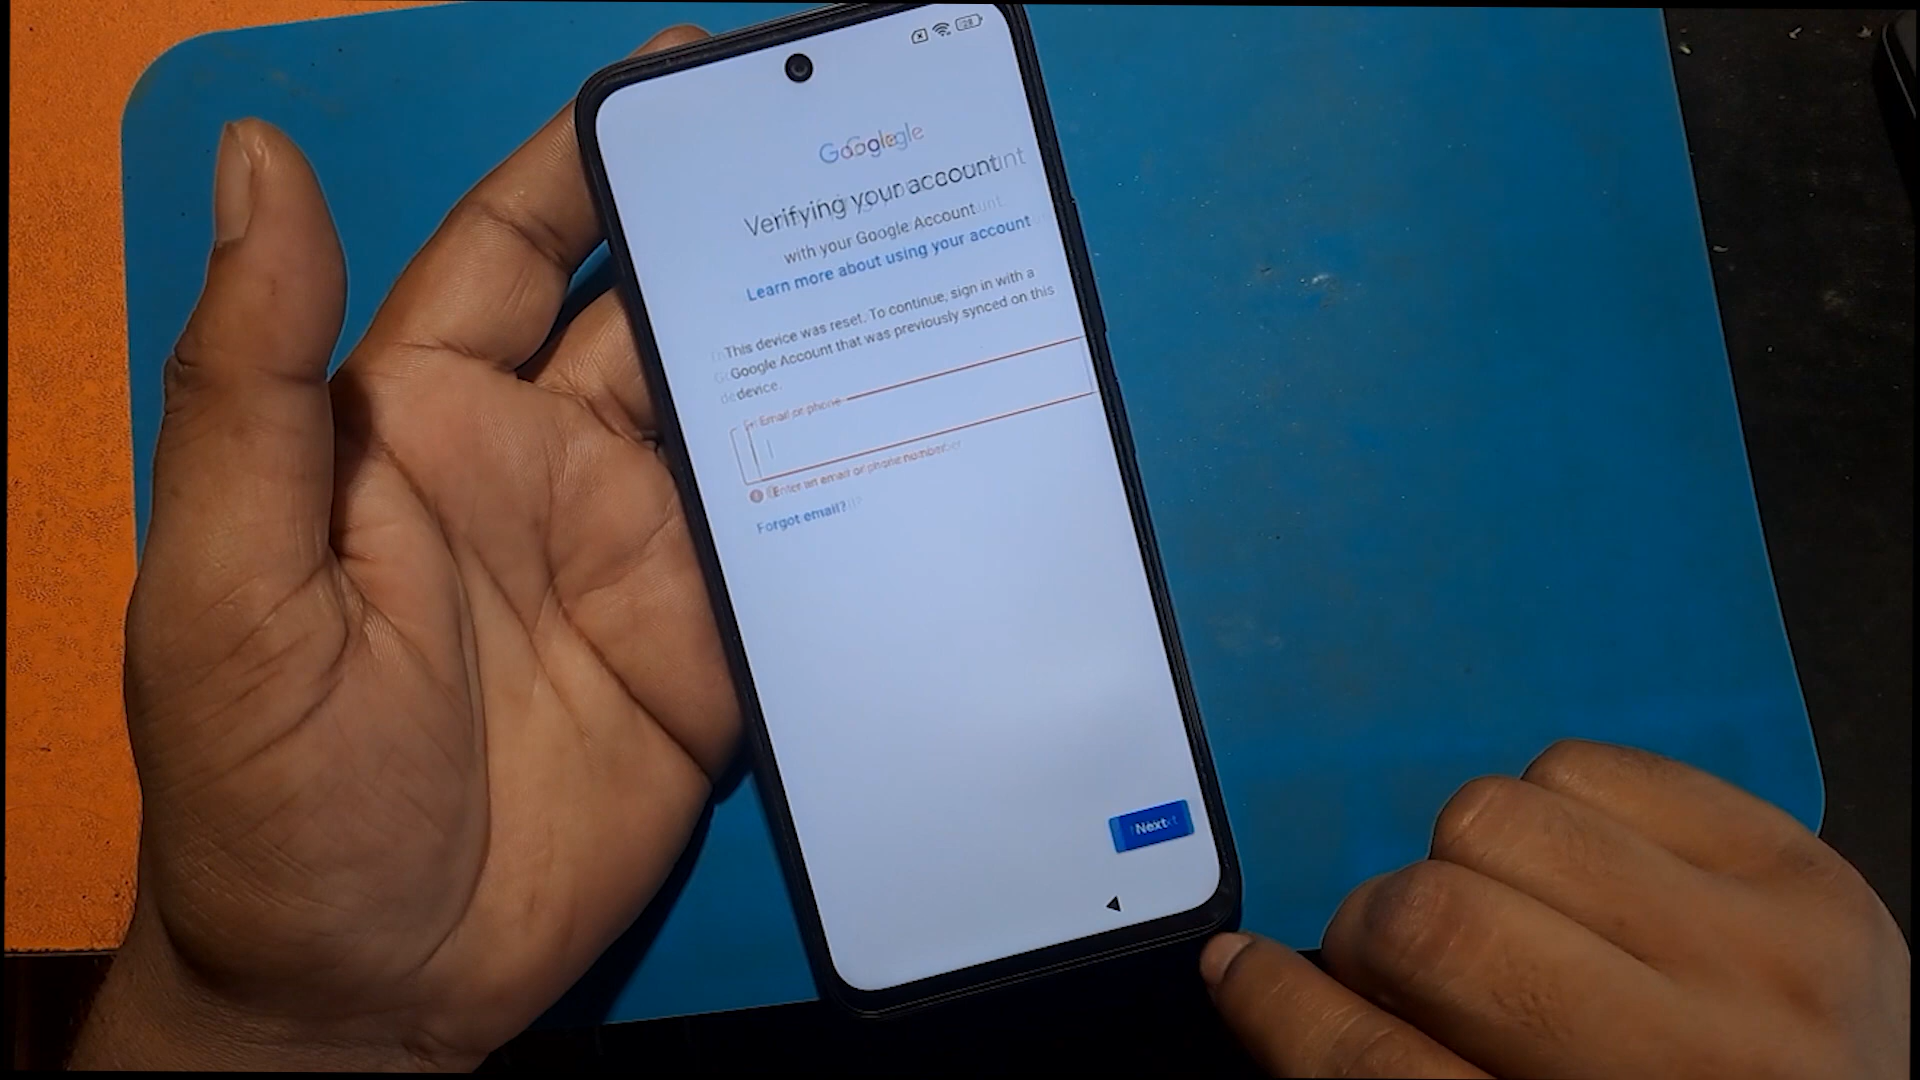 28
Google
Verifying your account
with your Google Account
Learn more about using your account
This device was reset. To continue, sign in with a
Google Account that was previously synced on this
device.
Email or phone
Enter an email or phone number
Forgot email?
Next